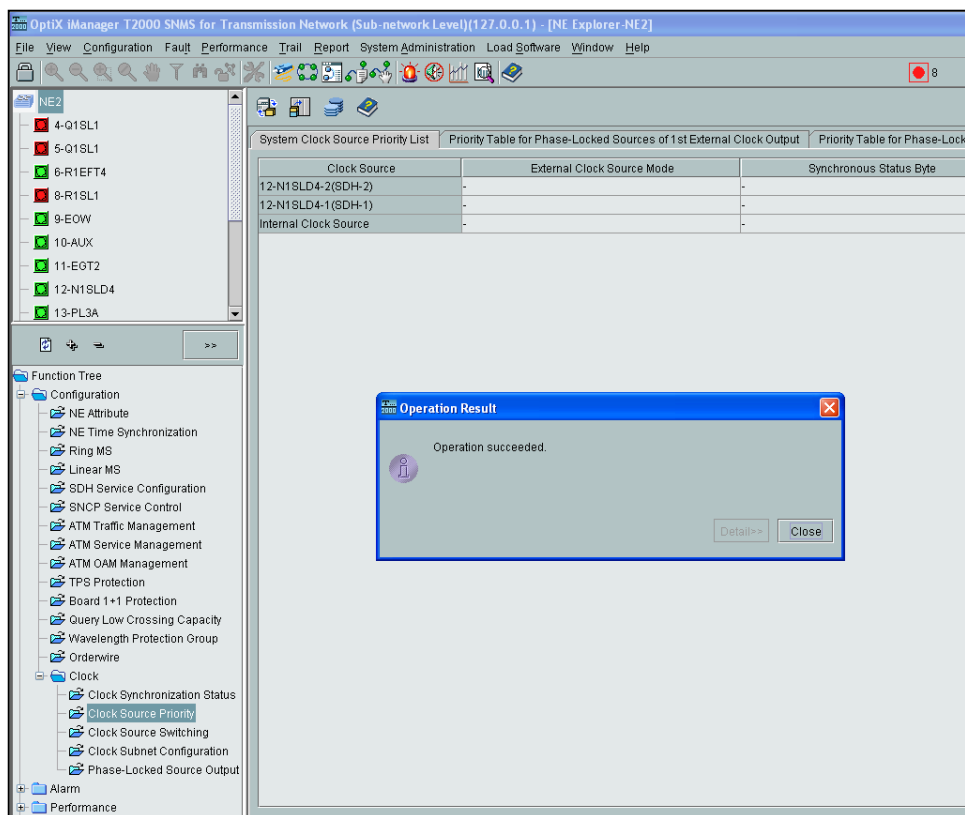 OptiX iManager T2000 SNMS for Transmission Network (Sub-network Level)(127.0.0.1) - [NE Explorer-NE2]
File View Configuration Fault Performance Trail Report System Administration Load Software Window Help
8
NE2
4-Q1SL1
5-Q1SL1
6-R1EFT4
8-R1SL1
9-EOW
10-AUX
11-EGT2
12-N1SLD4
13-PL3A
>>
Function Tree
Configuration
NE Attribute
NE Time Synchronization
Ring MS
Linear MS
SDH Service Configuration
SNCP Service Control
ATM Traffic Management
ATM Service Management
ATM OAM Management
TPS Protection
Board 1+1 Protection
Query Low Crossing Capacity
Wavelength Protection Group
Orderwire
Clock
Clock Synchronization Status
Clock Source Priority
Clock Source Switching
Clock Subnet Configuration
Phase-Locked Source Output
Alarm
Performance
System Clock Source Priority List Priority Table for Phase-Locked Sources of 1st External Clock Output Priority Table for Phase-Lock
Clock Source External Clock Source Mode Synchronous Status Byte
12-N1SLD4-2(SDH-2) - -
12-N1SLD4-1(SDH-1) - -
Internal Clock Source - -
Operation Result
Operation succeeded.
Detail>> Close